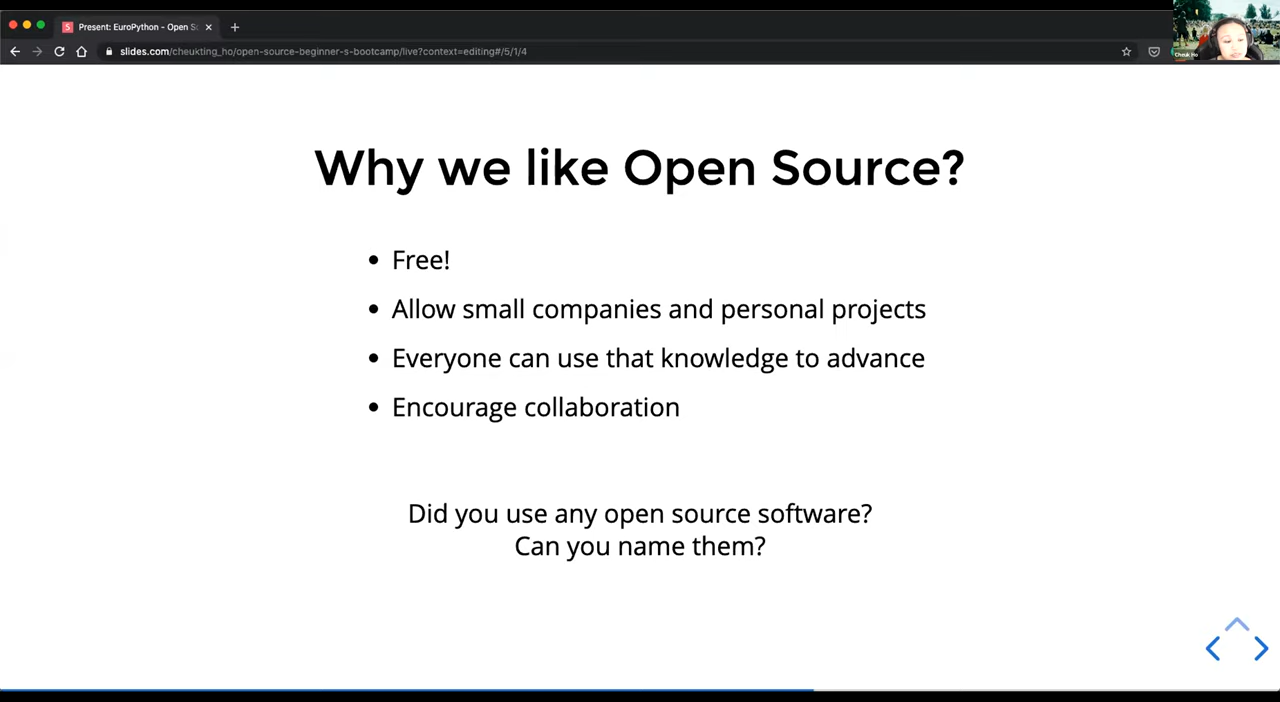 Present: EuroPython - Open S
slides.com/cheukting_ho/open-source-beginner-s-bootcamp/live?context=editing#/5/1/4
Cheuk Ho
Why we like Open Source?
Free!
Allow small companies and personal projects
Everyone can use that knowledge to advance
Encourage collaboration
Did you use any open source software?
Can you name them?